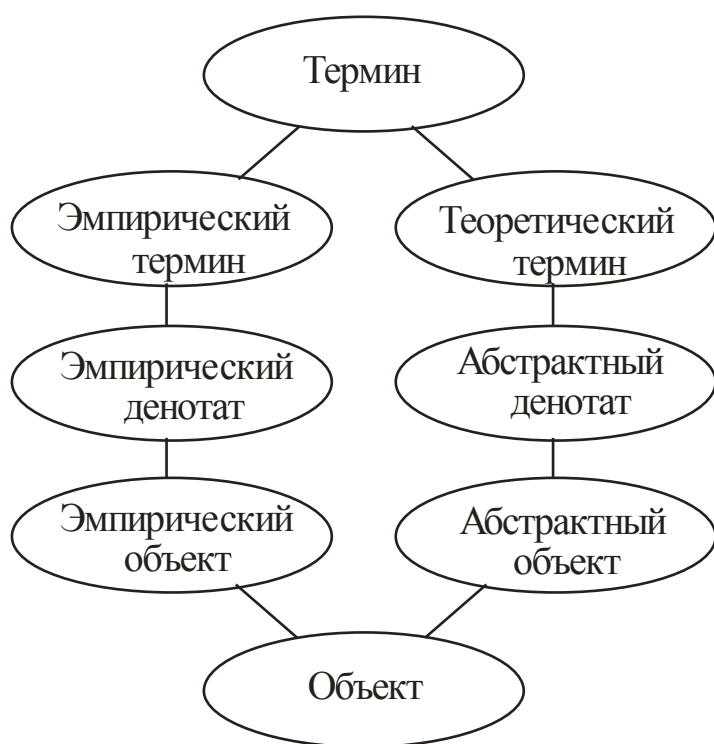 Термин
Эмпирический
термин
Теоретический
термин
Эмпирический
денотат
Абстрактный
денотат
Эмпирический
объект
Абстрактный
объект
Объект